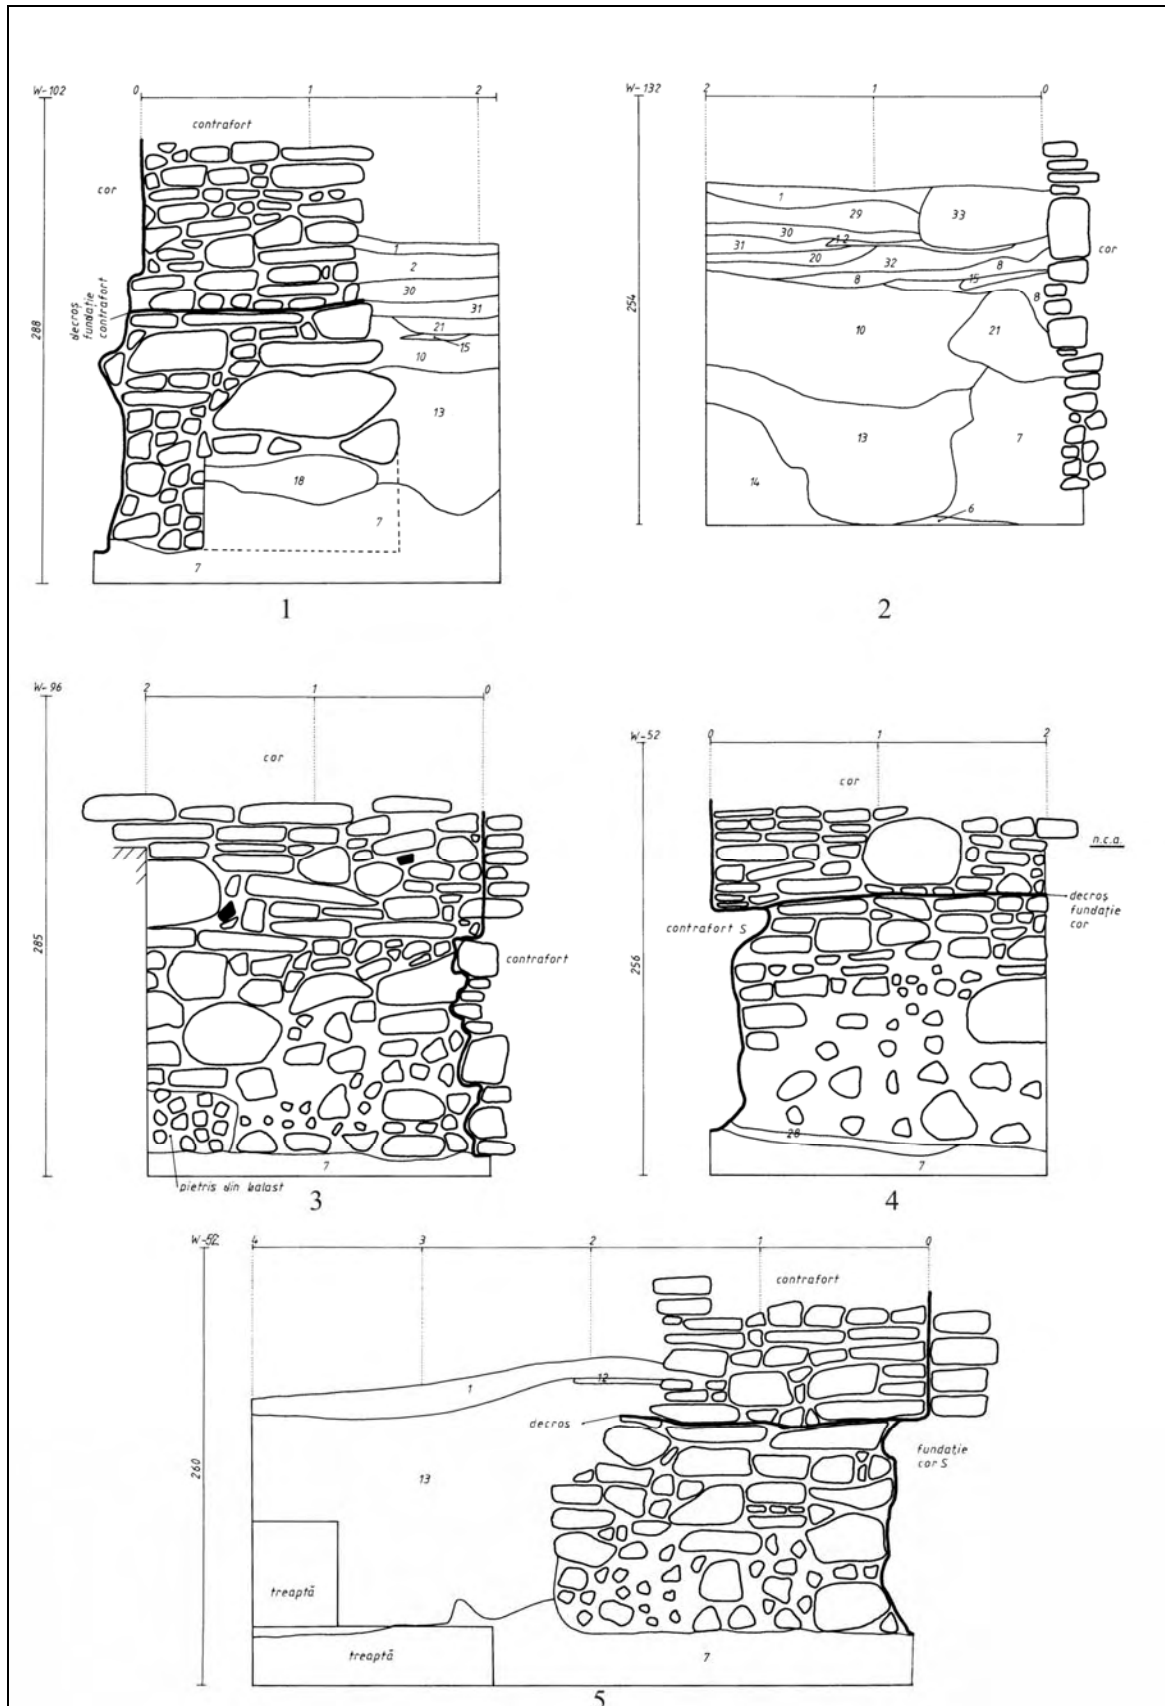 W-102
0
1
2
contrafort
cor
1
2
30
31
21
15
10
13
decroș
fundație
contrafort
288
18
7
7
1
W-132
2
1
0
1
29
33
30
31
1 2
20
32
8
8
15
8
cor
254
10
21
13
7
14
6
2
W-96
2
1
0
cor
contrafort
285
7
pietris din balast
3
W-52
0
1
2
cor
n.c.a.
decroș
fundație
cor
contrafort S
256
28
7
4
W-52
4
3
2
1
0
contrafort
1
12
decroș
fundație
cor S
260
13
treaptă
treaptă
7
5